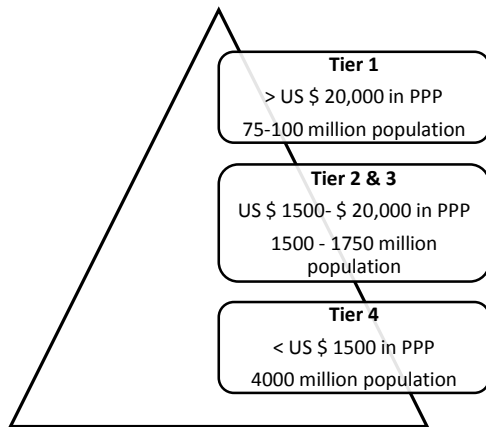 Tier 1
> US $ 20,000 in PPP
75-100 million population
Tier 2 & 3
US $ 1500- $ 20,000 in PPP
1500 - 1750 million
population
Tier 4
< US $ 1500 in PPP
4000 million population